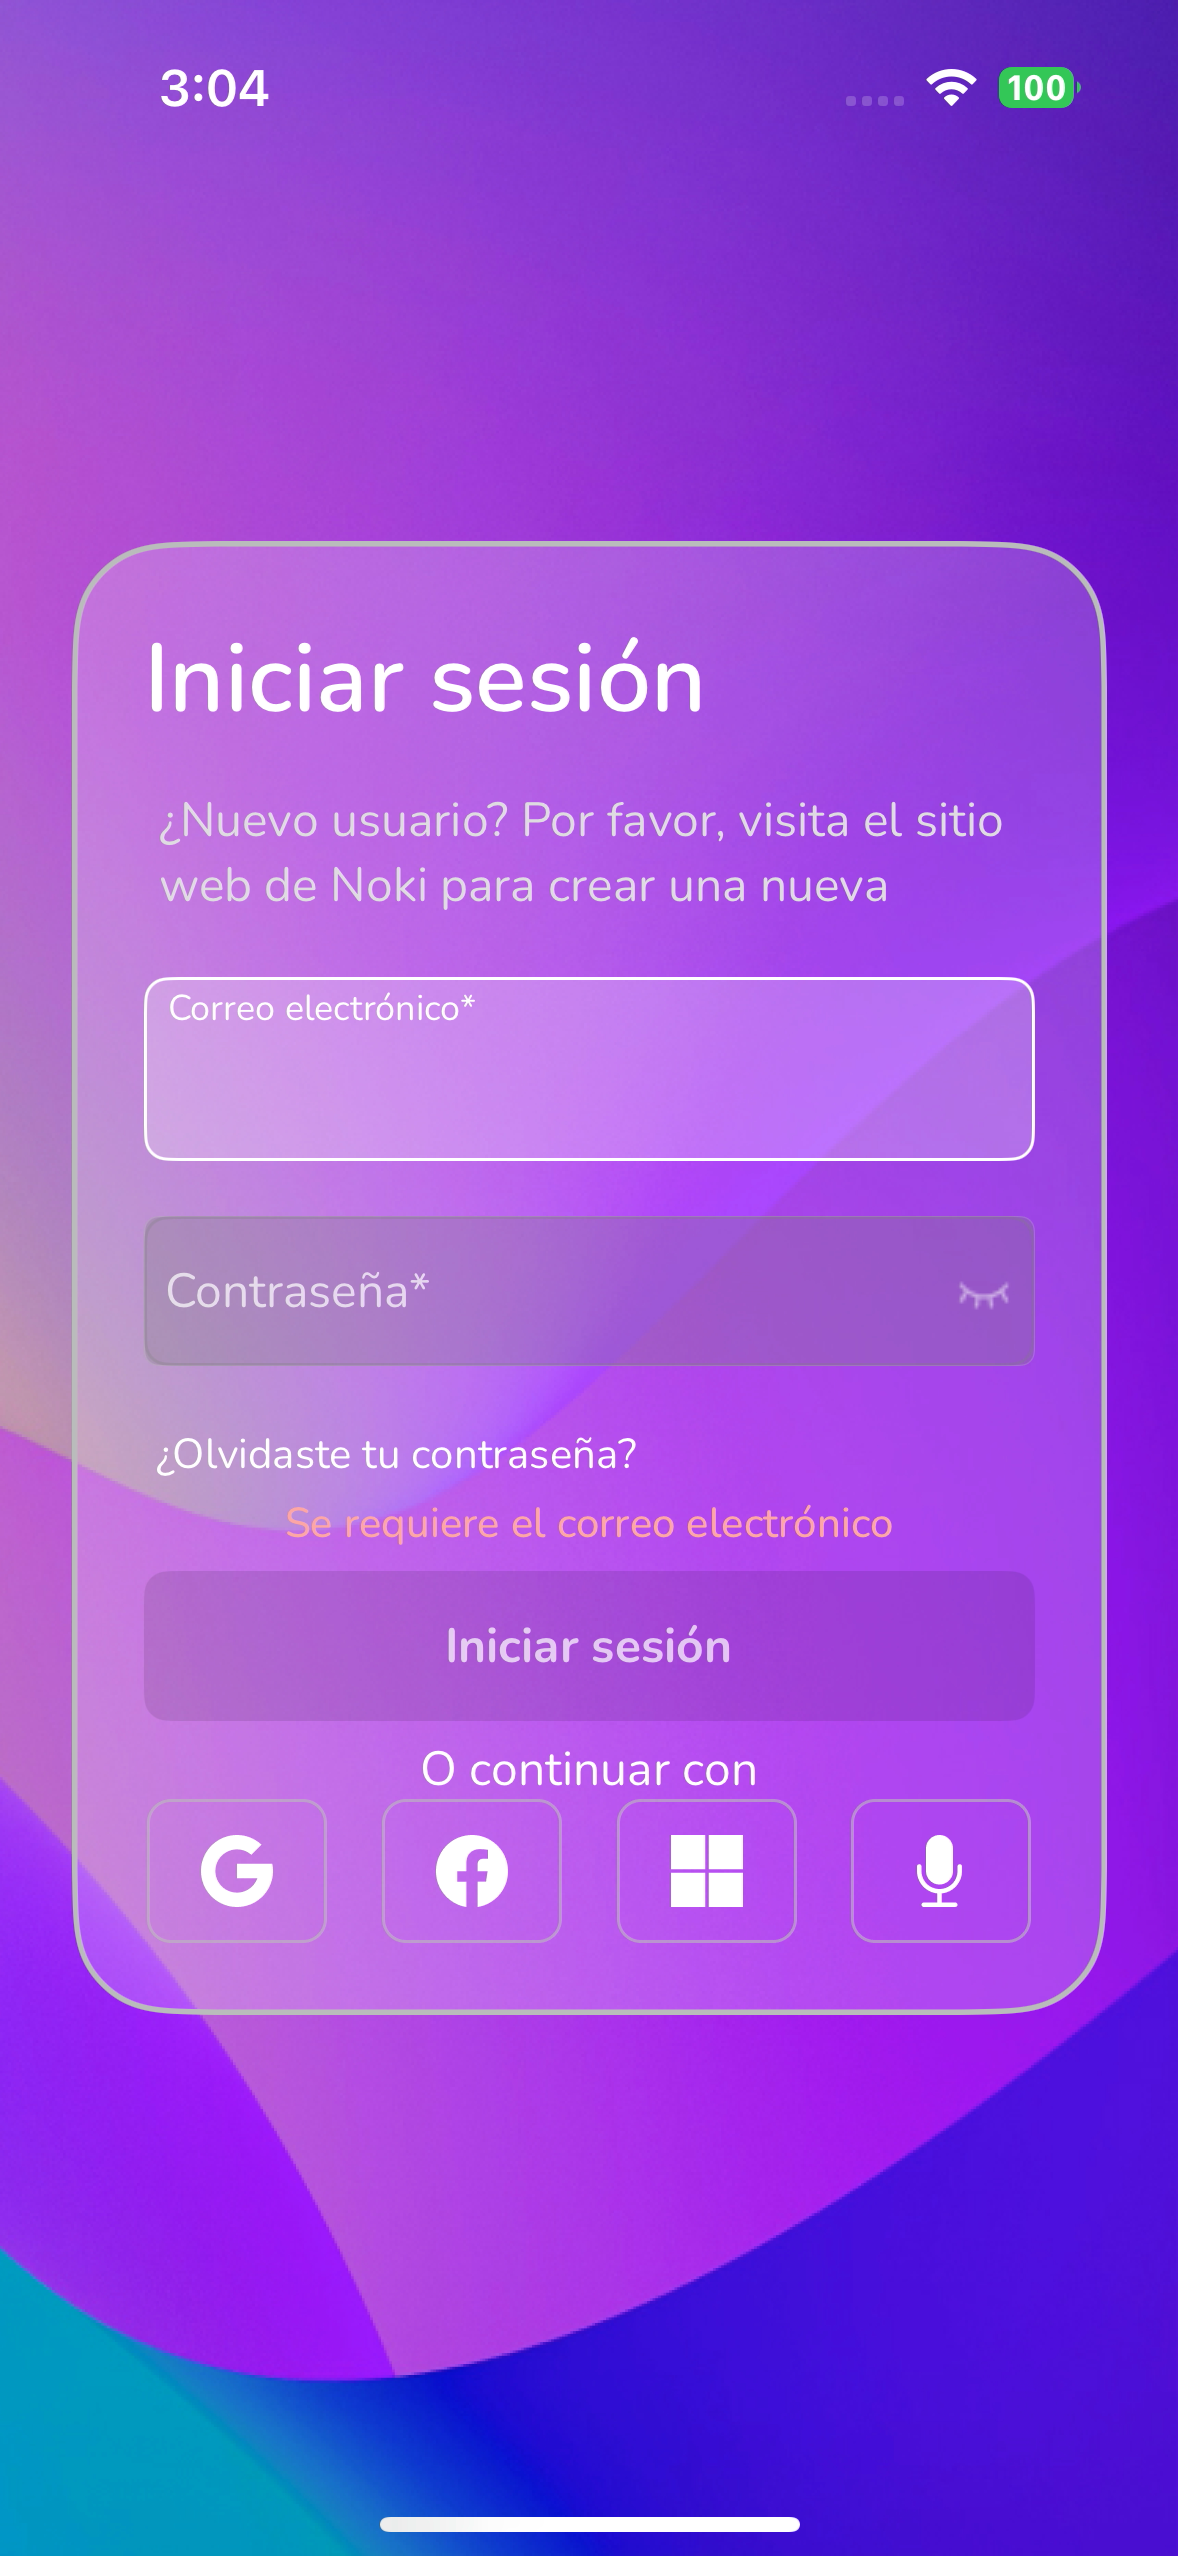 3:04
100
Iniciar sesión
¿Nuevo usuario? Por favor, visita el sitio
web de Noki para crear una nueva
Correo electrónico*
Contraseña*
¿Olvidaste tu contraseña?
Se requiere el correo electrónico
Iniciar sesión
O continuar con